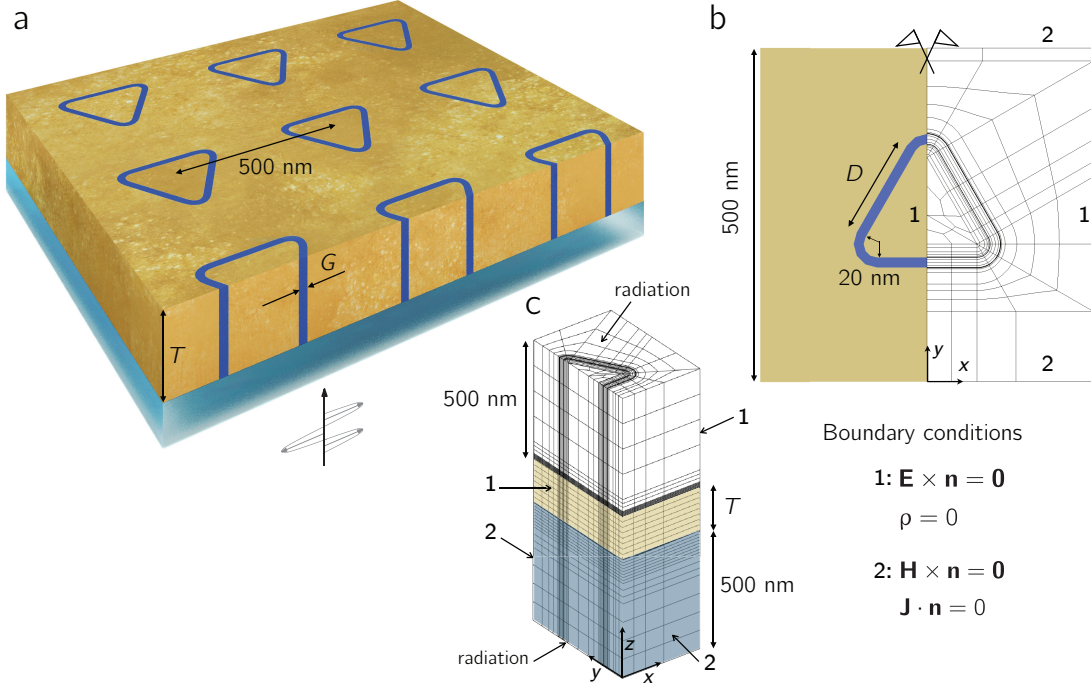 a
500 nm
G
T
b
2
500 nm
D
1
1
20 nm
y
x
2
c
radiation
500 nm
1
1
T
2
500 nm
z
radiation
y
x
2
Boundary conditions
1: E × n = 0
ρ = 0
2: H × n = 0
J · n = 0